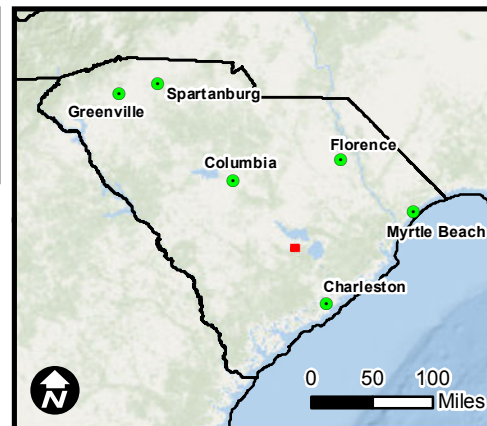 Spartanburg
Greenville
Florence
Columbia
Myrtle Beach
Charleston
N
0 50 100
Miles